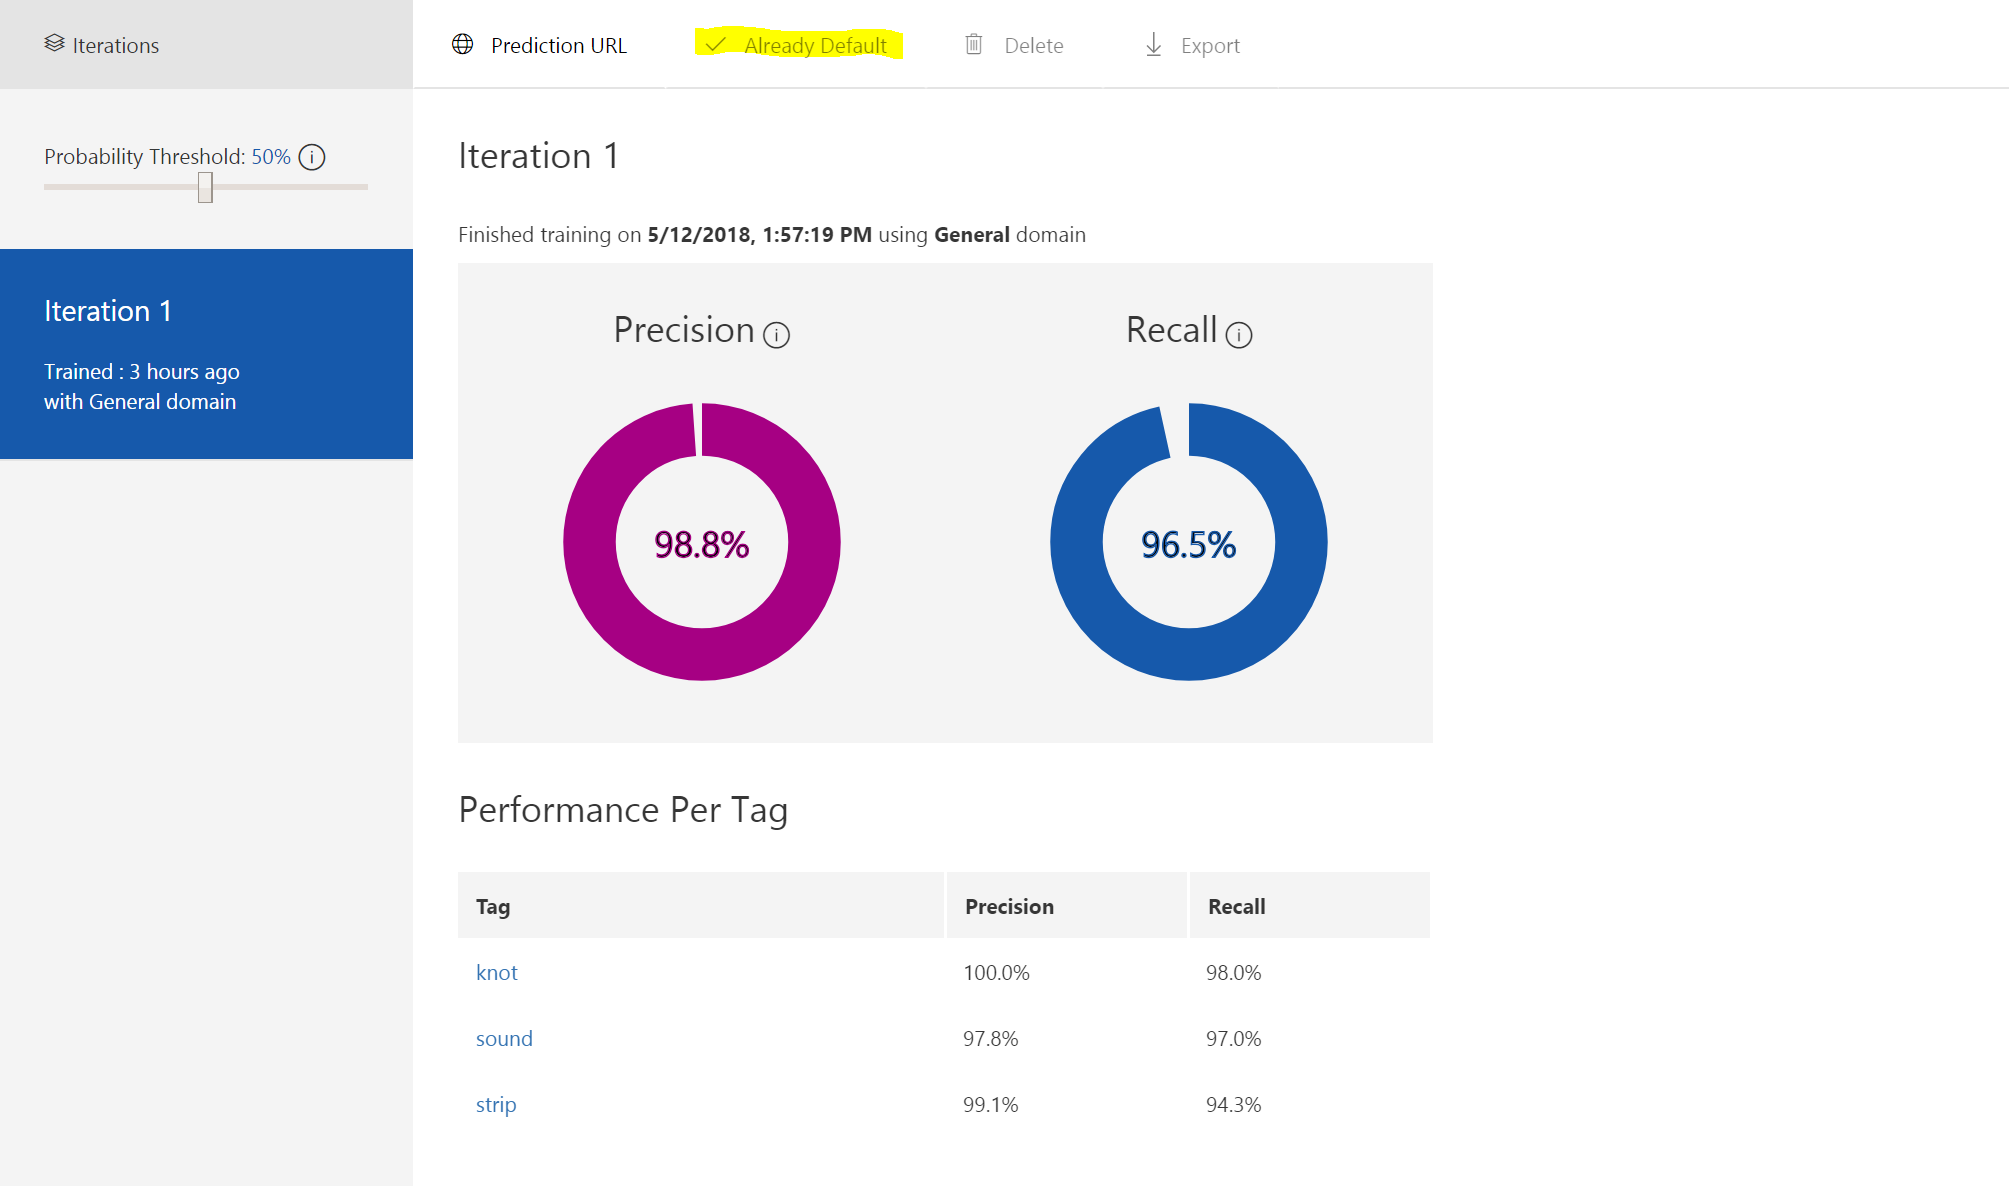 Iterations
Prediction URL
Already Default
Delete
Export
Probability Threshold: 50%
Iteration 1
Trained : 3 hours ago
with General domain
Iteration 1
Finished training on 5/12/2018, 1:57:19 PM using General domain
Precision
Recall
98.8%
96.5%
Performance Per Tag
Tag Precision Recall
knot 100.0% 98.0%
sound 97.8% 97.0%
strip 99.1% 94.3%